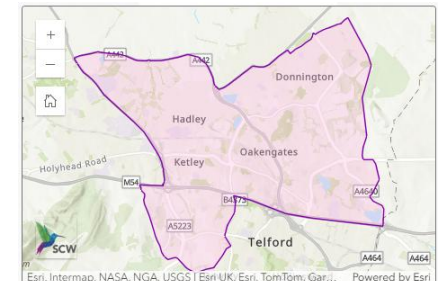 +
−
A442
A442
Donnington
Hadley
Oakengates
Holyhead Road
Ketley
M54
A4640
B4373
A5223
Telford
SCW
A464
A464
Esri, Intermap, NASA, NGA, USGS | Esri UK, Esri, TomTom, Gar... Powered by Esri